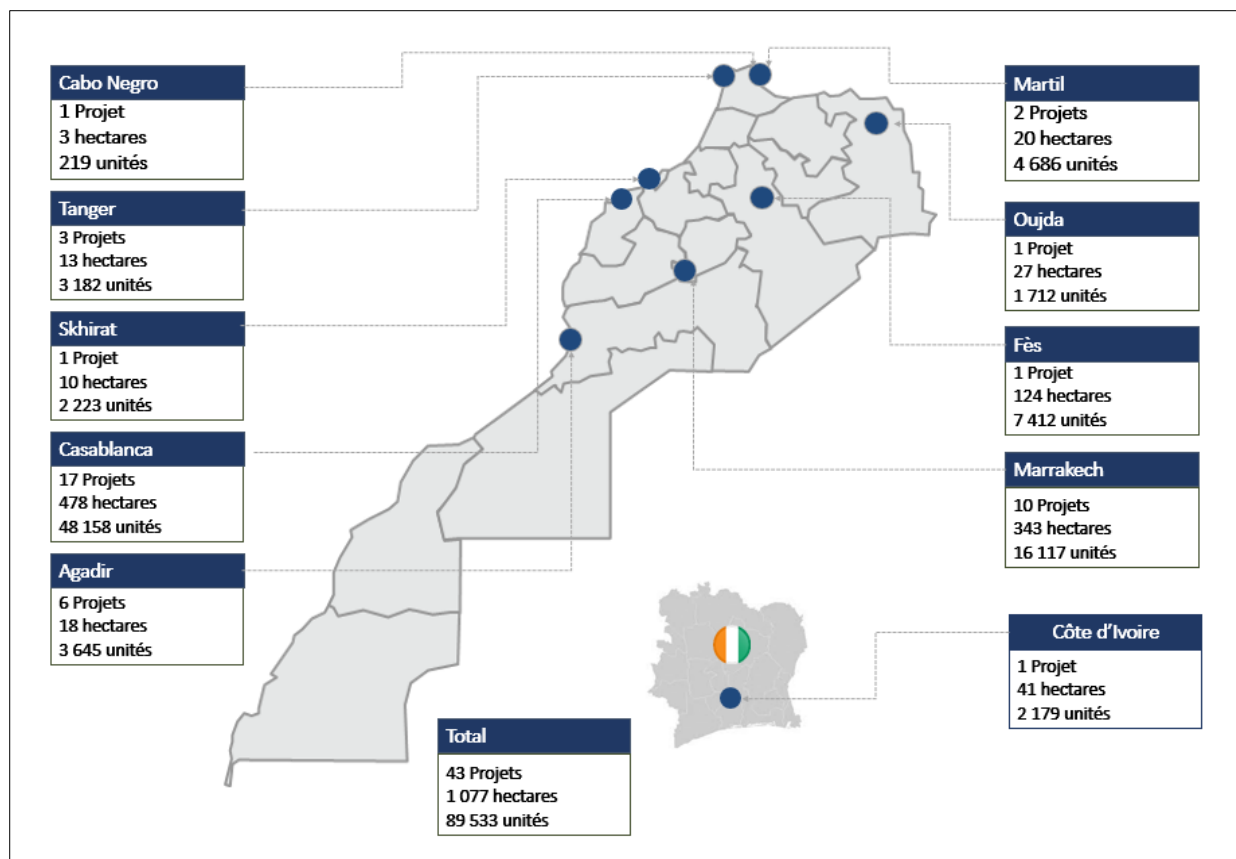 Cabo Negro
1 Projet
3 hectares
219 unités
Tanger
3 Projets
13 hectares
3 182 unités
Skhirat
1 Projet
10 hectares
2 223 unités
Casablanca
17 Projets
478 hectares
48 158 unités
Agadir
6 Projets
18 hectares
3 645 unités
Martil
2 Projets
20 hectares
4 686 unités
Oujda
1 Projet
27 hectares
1 712 unités
Fès
1 Projet
124 hectares
7 412 unités
Marrakech
10 Projets
343 hectares
16 117 unités
Côte d’Ivoire
1 Projet
41 hectares
2 179 unités
Total
43 Projets
1 077 hectares
89 533 unités